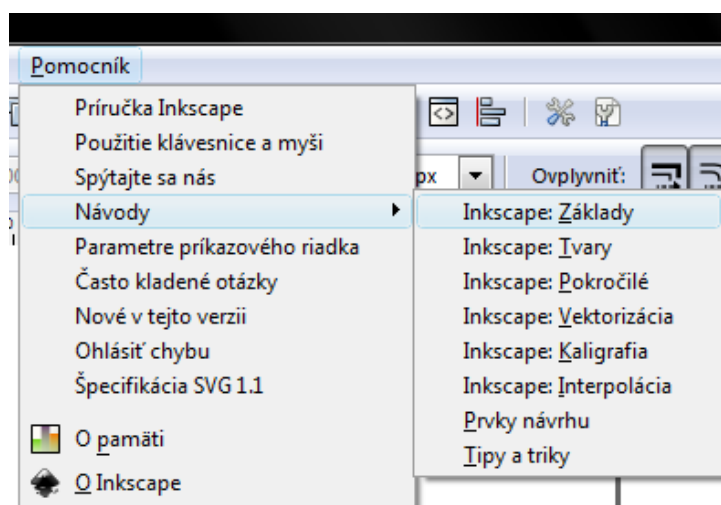 Pomocník
Príručka Inkscape
Použitie klávesnice a myši
Spýtajte sa nás
px
Ovplyvniť:
Návody
Inkscape: Základy
Parametre príkazového riadka
Inkscape: Tvary
Často kladené otázky
Inkscape: Pokročilé
Nové v tejto verzii
Inkscape: Vektorizácia
Ohlásiť chybu
Inkscape: Kaligrafia
Špecifikácia SVG 1.1
Inkscape: Interpolácia
Prvky návrhu
O pamäti
Tipy a triky
O Inkscape